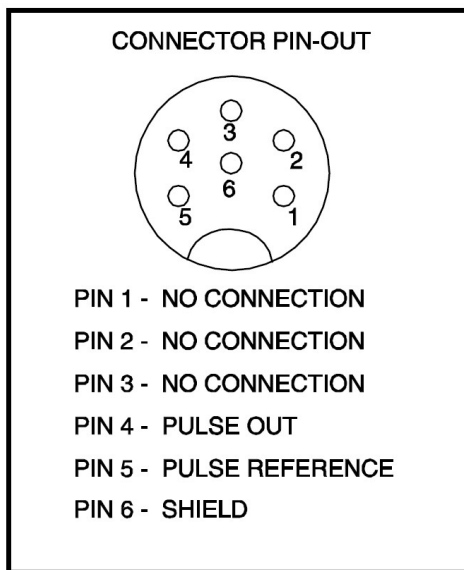 CONNECTOR PIN-OUT
3
4 2
6
5 1
PIN 1 - NO CONNECTION
PIN 2 - NO CONNECTION
PIN 3 - NO CONNECTION
PIN 4 - PULSE OUT
PIN 5 - PULSE REFERENCE
PIN 6 - SHIELD